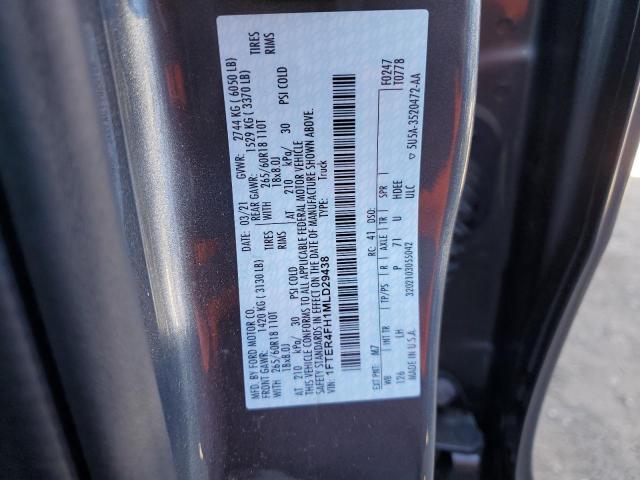 MFD. BY FORD MOTOR CO.
DATE: 03/21 GVWR: 2744 KG ( 6050 LB)
FRONT GAWR: 1420 KG ( 3130 LB) REAR GAWR: 1529 KG ( 3370 LB)
WITH 265/60R18 110T TIRES WITH 265/60R18 110T TIRES
18x8.0J RIMS 18x8.0J RIMS
AT 210 kPa/ 30 PSI COLD AT 210 kPa/ 30 PSI COLD
THIS VEHICLE CONFORMS TO ALL APPLICABLE FEDERAL MOTOR VEHICLE
SAFETY STANDARDS IN EFFECT ON THE DATE OF MANUFACTURE SHOWN ABOVE.
VIN: 1FTER4FH1MLD29438 TYPE: Truck
F0247
T0778
EXT PNT: M7 RC: 41 DSO:
WB INT TR TP/PS R AXLE TR SPR
126 LH P 71 U HDEE
ULC
5U5A-3520472-AA
MADE IN U.S.A. 3202103055042